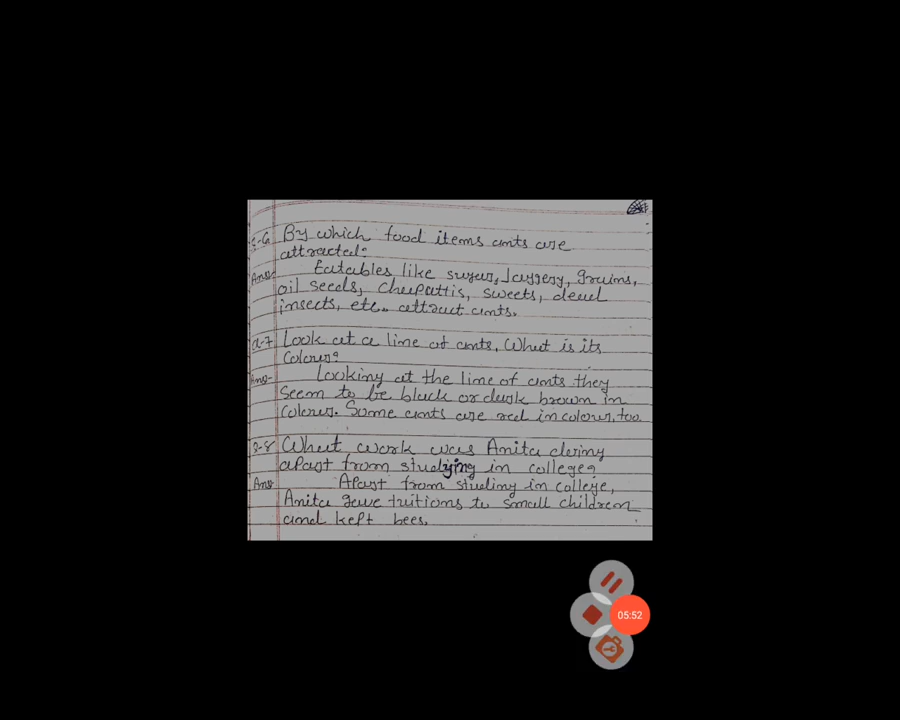 Q-6 By which food items ants are
attracted?
Ans- Eatables like sugar, Jaggery, grains,
oil seeds, chapattis, sweets, dead
insects, etc.. attract ants.
Q-7 Look at a line of ants. What is its
Colour?
Ans- Looking at the line of ants they
seem to be black or dark brown in
Colour. Some ants are red in colour, too.
Q-8 What work was Anita doing
apart from studying in college?
Ans- Apart from studing in college,
Anita gave tuitions to small children
and kept bees.
05:52